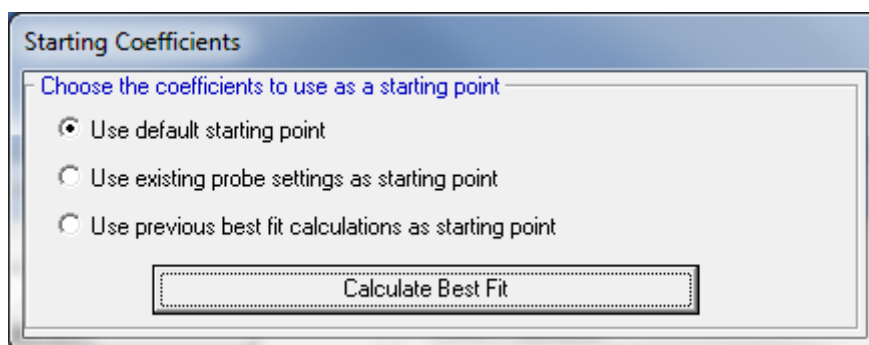 Starting Coefficients
Choose the coefficients to use as a starting point
Use default starting point
Use existing probe settings as starting point
Use previous best fit calculations as starting point
Calculate Best Fit